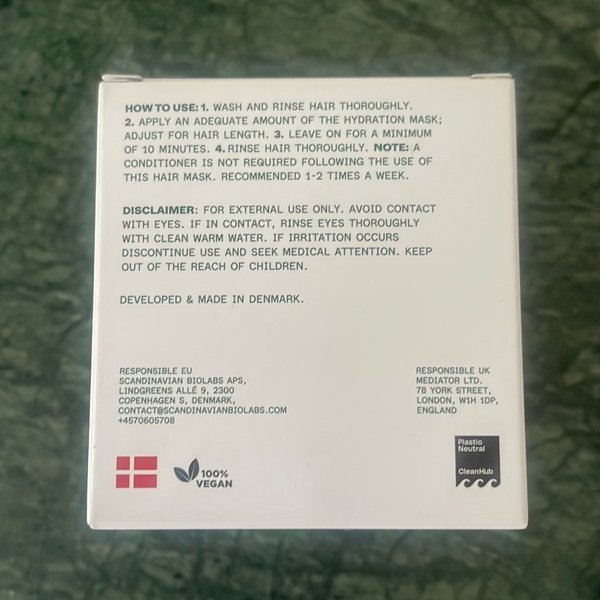 HOW TO USE: 1. WASH AND RINSE HAIR THOROUGHLY.
2. APPLY AN ADEQUATE AMOUNT OF THE HYDRATION MASK;
ADJUST FOR HAIR LENGTH. 3. LEAVE ON FOR A MINIMUM
OF 10 MINUTES. 4. RINSE HAIR THOROUGHLY. NOTE: A
CONDITIONER IS NOT REQUIRED FOLLOWING THE USE OF
THIS HAIR MASK. RECOMMENDED 1-2 TIMES A WEEK.
DISCLAIMER: FOR EXTERNAL USE ONLY. AVOID CONTACT
WITH EYES. IF IN CONTACT, RINSE EYES THOROUGHLY
WITH CLEAN WARM WATER. IF IRRITATION OCCURS
DISCONTINUE USE AND SEEK MEDICAL ATTENTION. KEEP
OUT OF THE REACH OF CHILDREN.
DEVELOPED & MADE IN DENMARK.
RESPONSIBLE EU
SCANDINAVIAN BIOLABS APS,
LINDGREENS ALLÉ 9, 2300
COPENHAGEN S, DENMARK,
CONTACT@SCANDINAVIANBIOLABS.COM
+4570605708
RESPONSIBLE UK
MEDIATOR LTD.
78 YORK STREET,
LONDON, W1H 1DP,
ENGLAND
100%
VEGAN
Plastic
Neutral
CleanHub